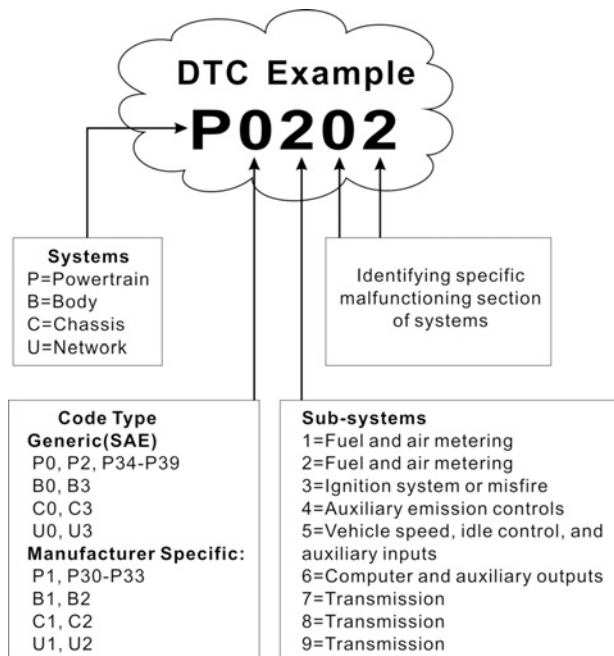 DTC Example
P0202
Systems
P=Powertrain
B=Body
C=Chassis
U=Network
Identifying specific
malfunctioning section
of systems
Code Type
Generic(SAE)
P0, P2, P34-P39
B0, B3
C0, C3
U0, U3
Manufacturer Specific:
P1, P30-P33
B1, B2
C1, C2
U1, U2
Sub-systems
1=Fuel and air metering
2=Fuel and air metering
3=Ignition system or misfire
4=Auxiliary emission controls
5=Vehicle speed, idle control, and
auxiliary inputs
6=Computer and auxiliary outputs
7=Transmission
8=Transmission
9=Transmission